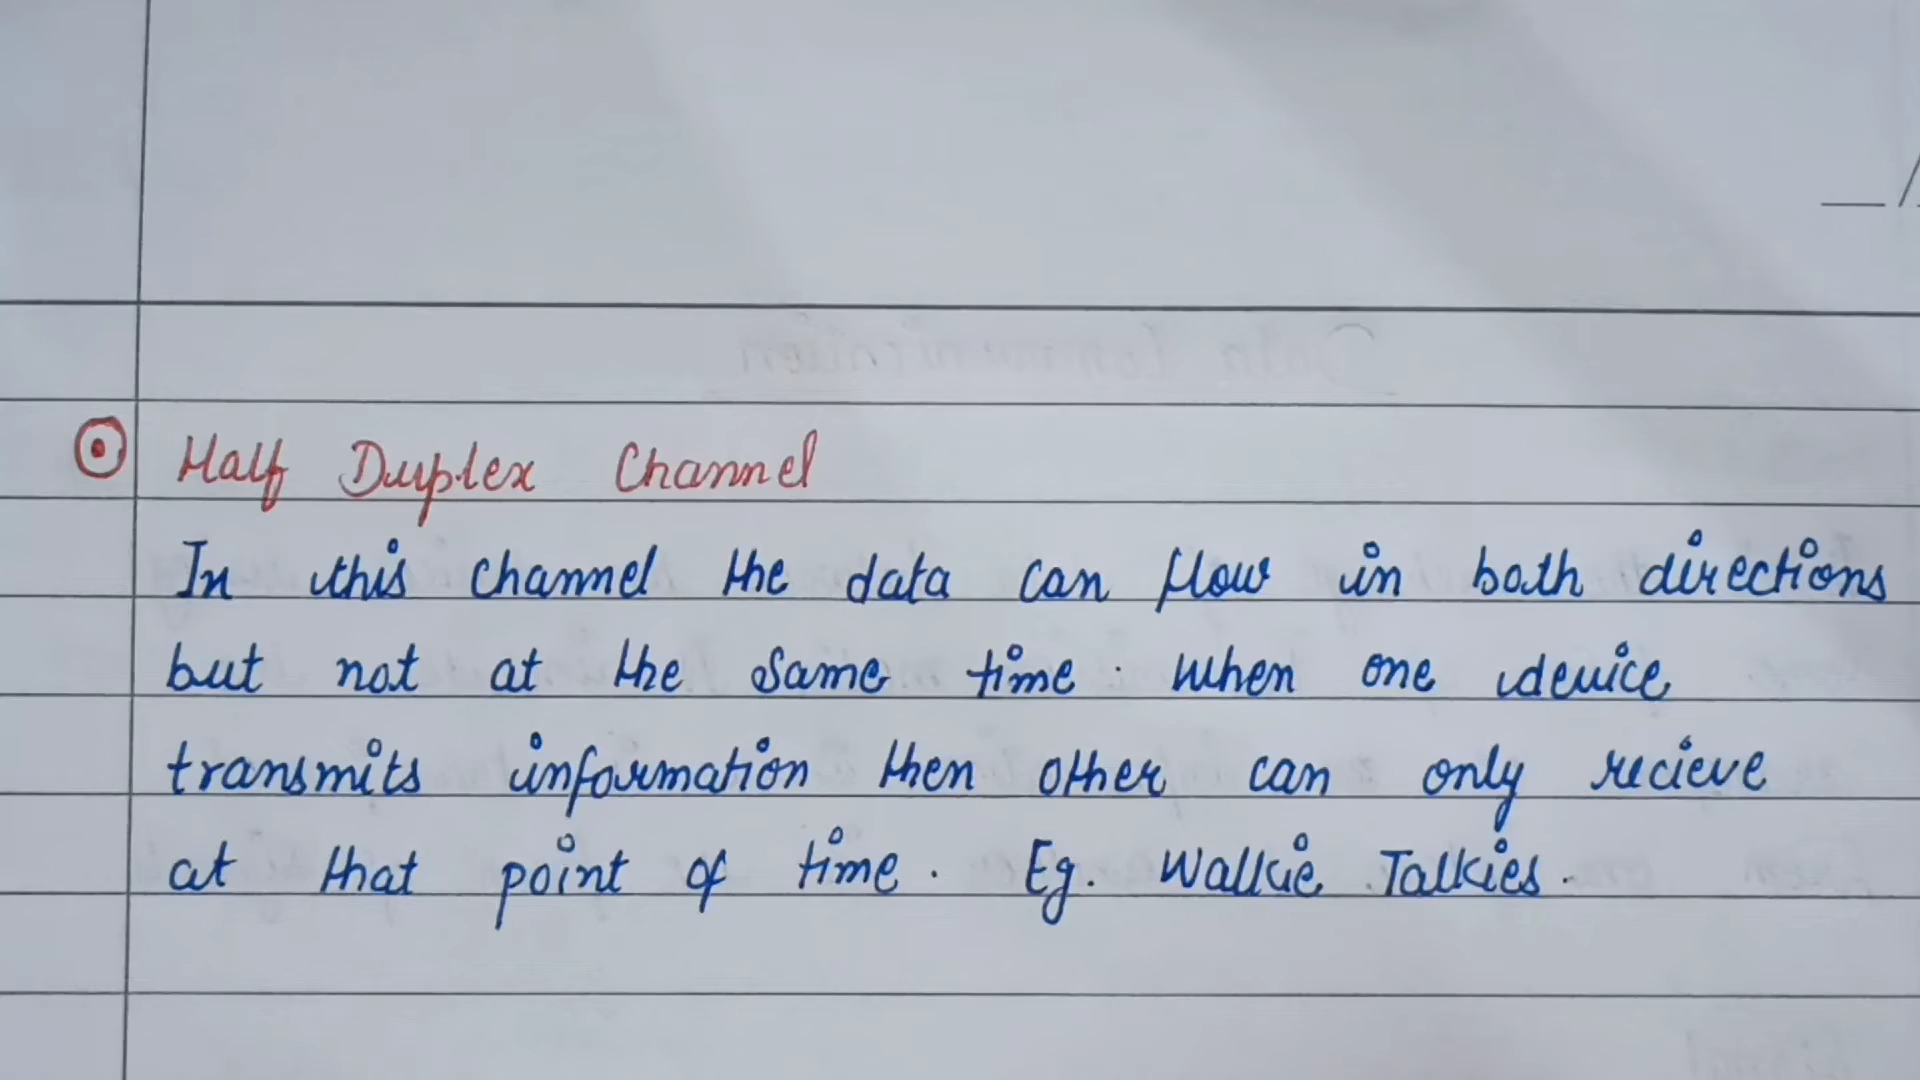 Half Duplex Channel
In this channel the data can flow in both directions
but not at the same time. When one device
transmits information then other can only recieve
at that point of time. Eg. Walkie Talkies.